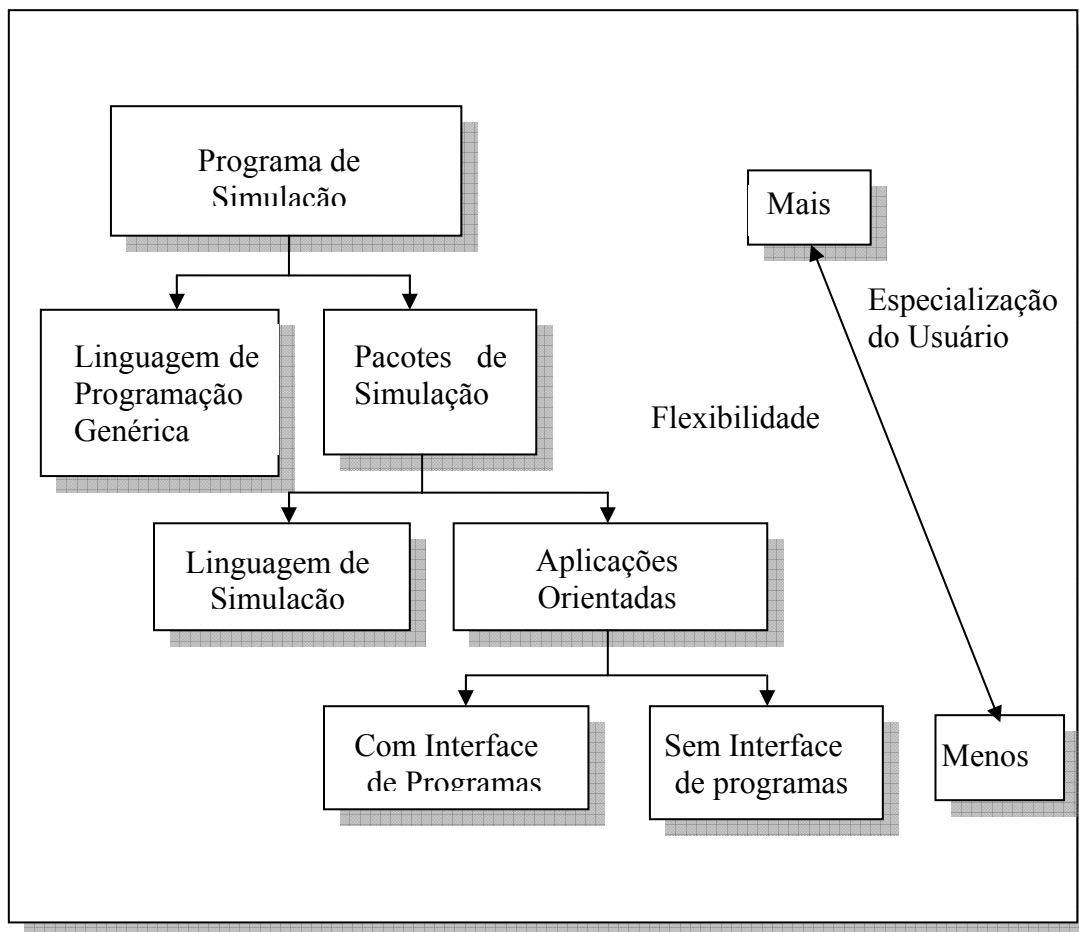 Programa de
Simulação
Mais
Especialização
do Usuário
Linguagem de
Programação
Genérica
Pacotes de
Simulação
Flexibilidade
Linguagem de
Simulação
Aplicações
Orientadas
Com Interface
de Programas
Sem Interface
de programas
Menos